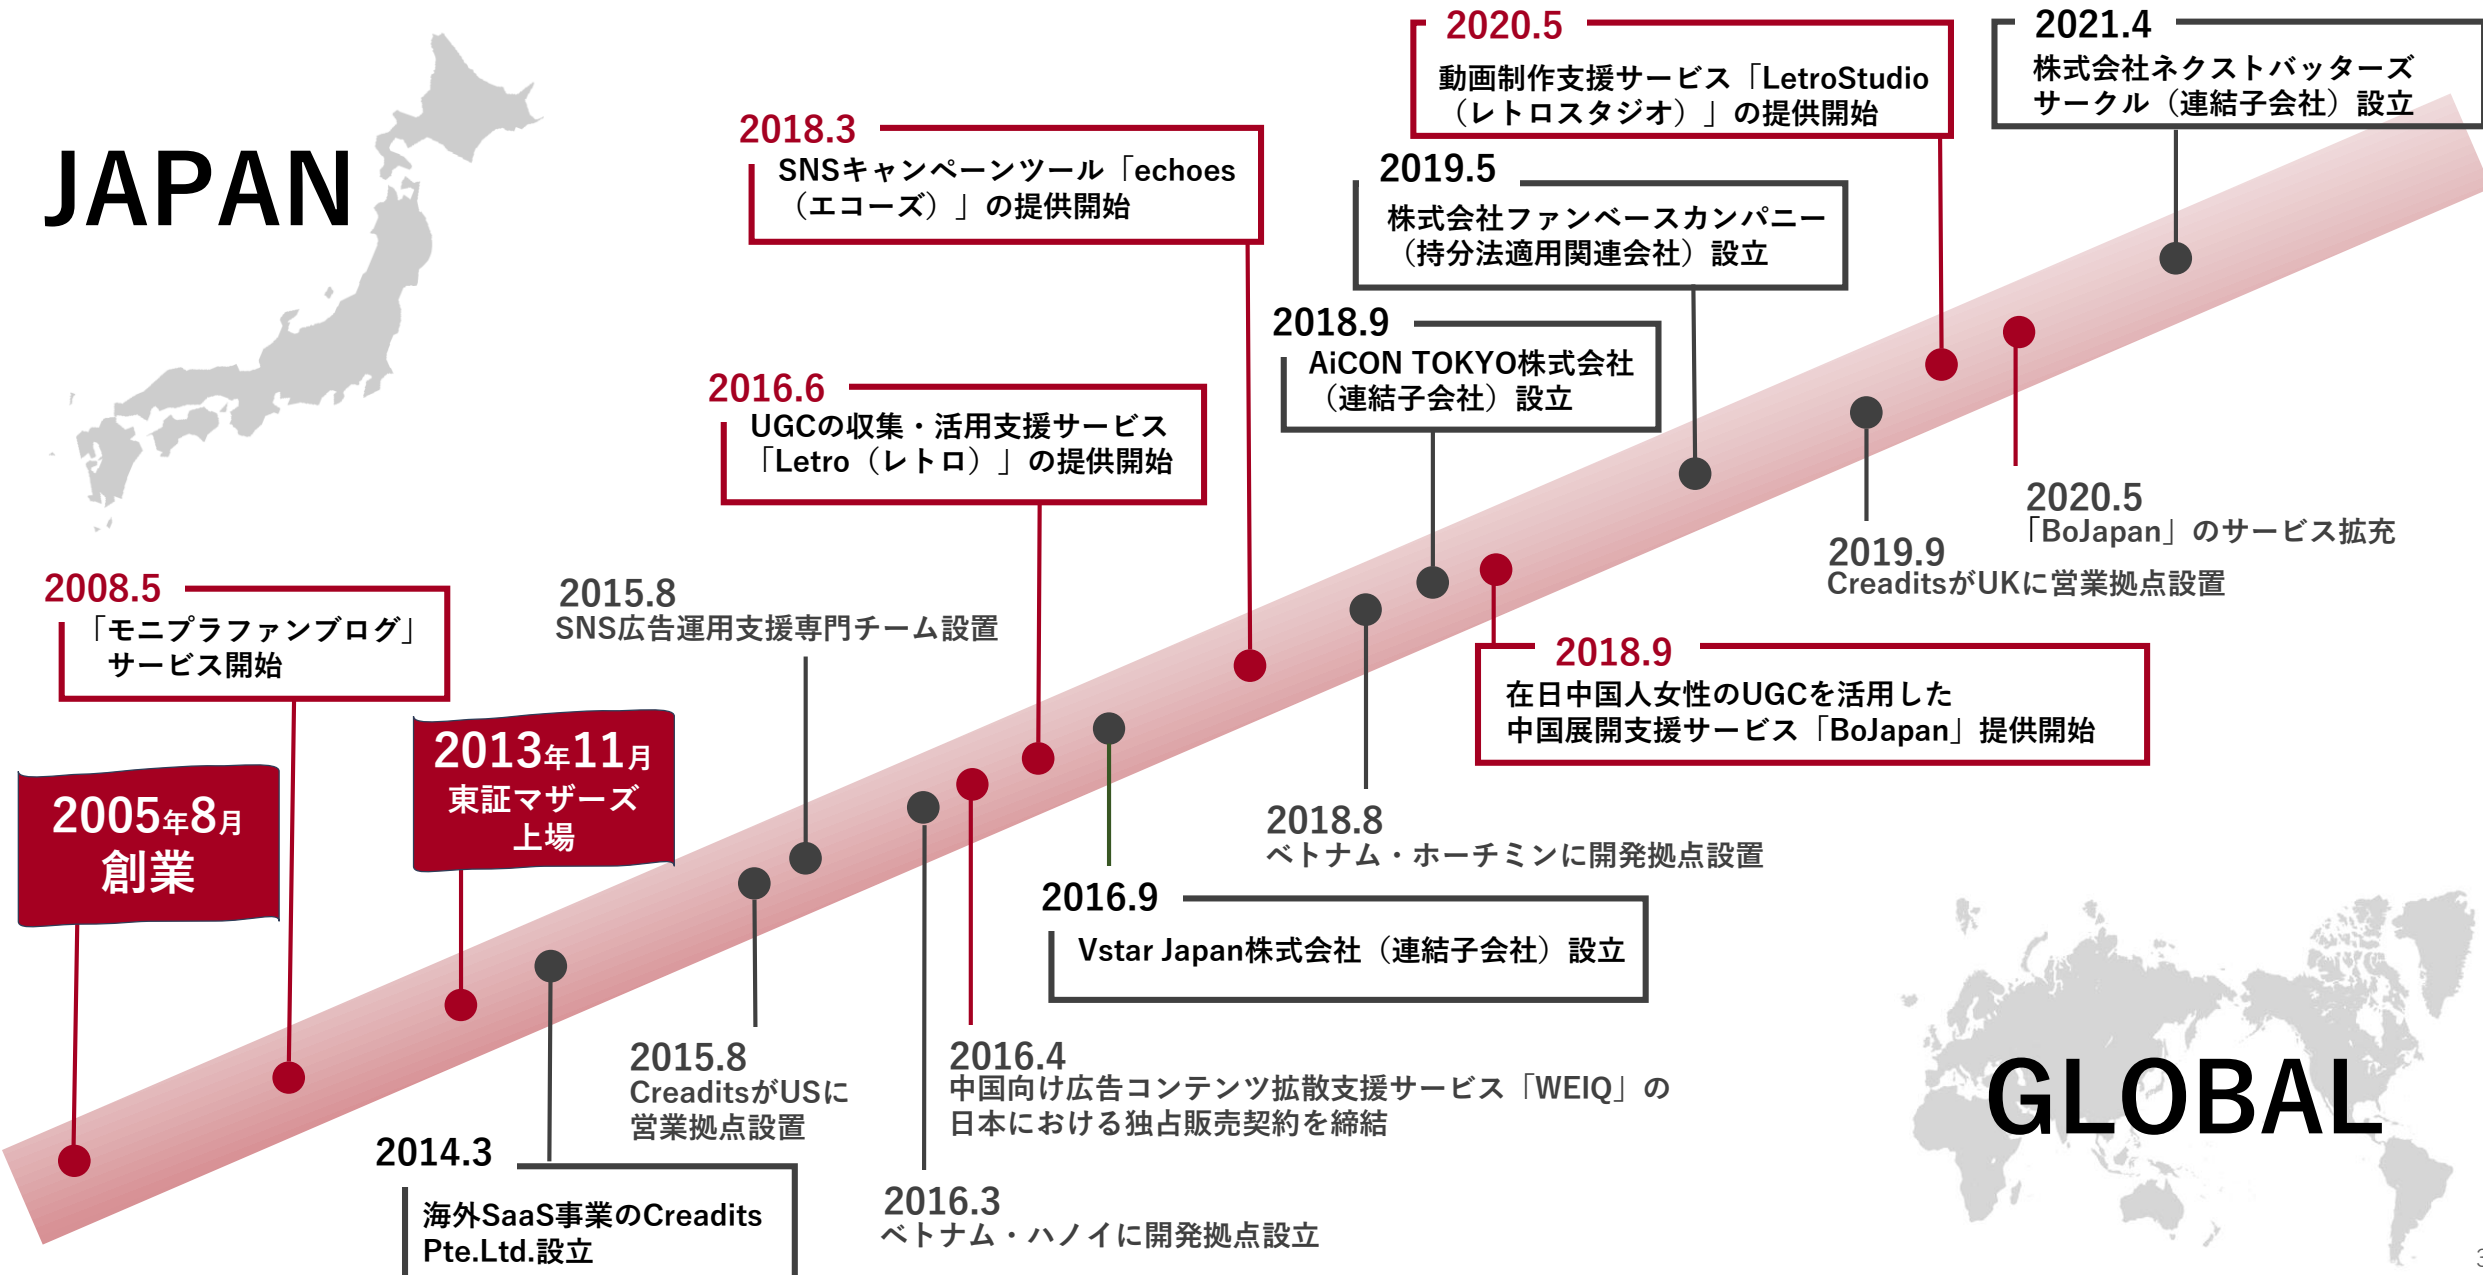 JAPAN
2005年8月
創業
2008.5
「モニプラファンブログ」
サービス開始
2013年11月
東証マザーズ
上場
2015.8
SNS広告運用支援専門チーム設置
2016.6
UGCの収集・活用支援サービス
「Letro（レトロ）」の提供開始
2018.3
SNSキャンペーンツール「echoes
（エコーズ）」の提供開始
2018.9
AiCON TOKYO株式会社
（連結子会社）設立
2019.5
株式会社ファンベースカンパニー
（持分法適用関連会社）設立
2020.5
動画制作支援サービス「LetroStudio
（レトロスタジオ）」の提供開始
2021.4
株式会社ネクストバッターズ
サークル（連結子会社）設立
2014.3
海外SaaS事業のCreadits
Pte.Ltd.設立
2015.8
CreaditsがUSに
営業拠点設置
2016.3
ベトナム・ハノイに開発拠点設立
2016.4
中国向け広告コンテンツ拡散支援サービス「WEIQ」の
日本における独占販売契約を締結
2016.9
Vstar Japan株式会社（連結子会社）設立
2018.8
ベトナム・ホーチミンに開発拠点設置
2018.9
在日中国人女性のUGCを活用した
中国展開支援サービス「BoJapan」提供開始
2019.9
CreaditsがUKに営業拠点設置
2020.5
「BoJapan」のサービス拡充
GLOBAL